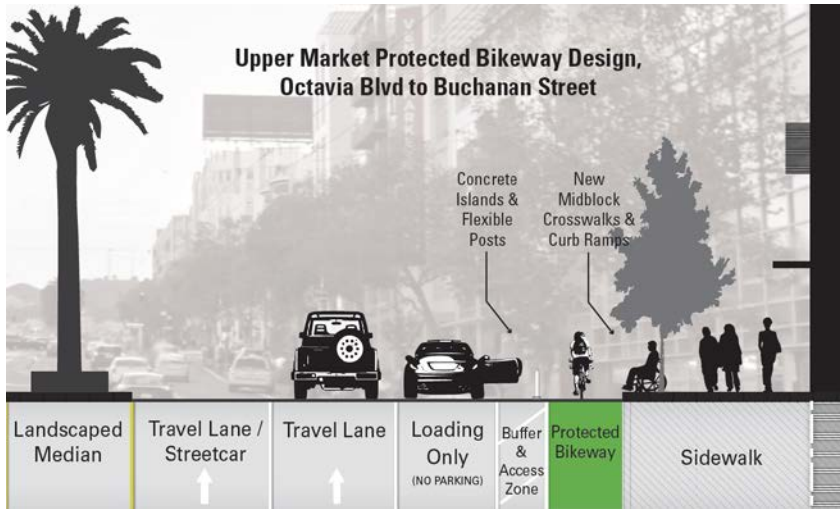 Upper Market Protected Bikeway Design,
Octavia Blvd to Buchanan Street
Concrete
Islands &
Flexible
Posts
New
Midblock
Crosswalks &
Curb Ramps
Landscaped
Median
Travel Lane /
Streetcar
Travel Lane
Loading
Only
(NO PARKING)
Buffer
&
Access
Zone
Protected
Bikeway
Sidewalk